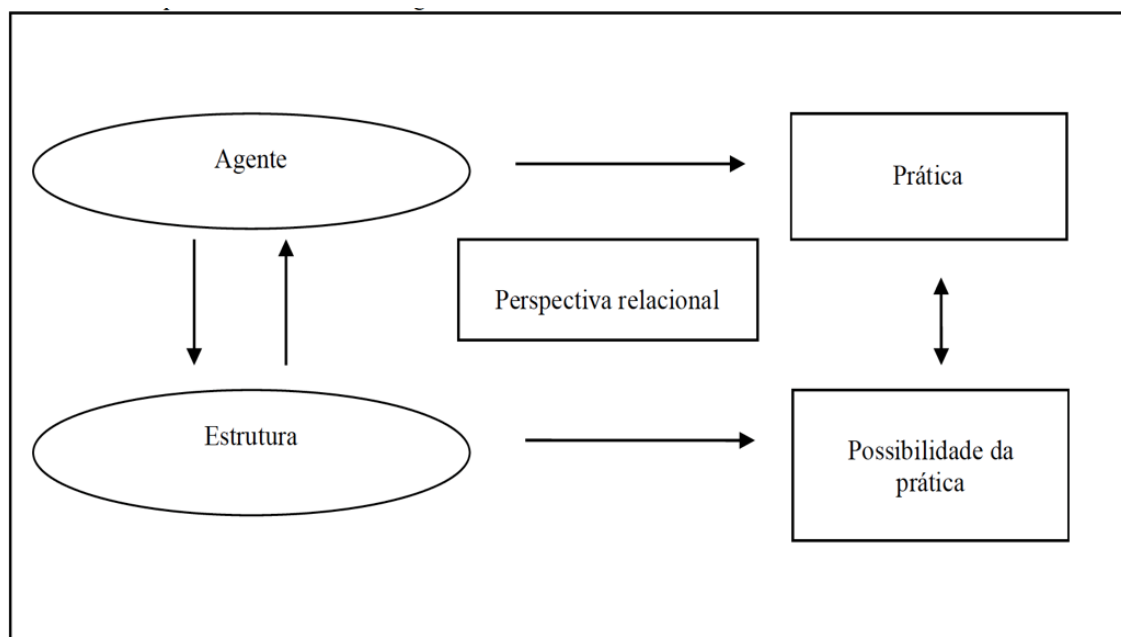 Agente
Prática
Perspectiva relacional
Estrutura
Possibilidade da
prática